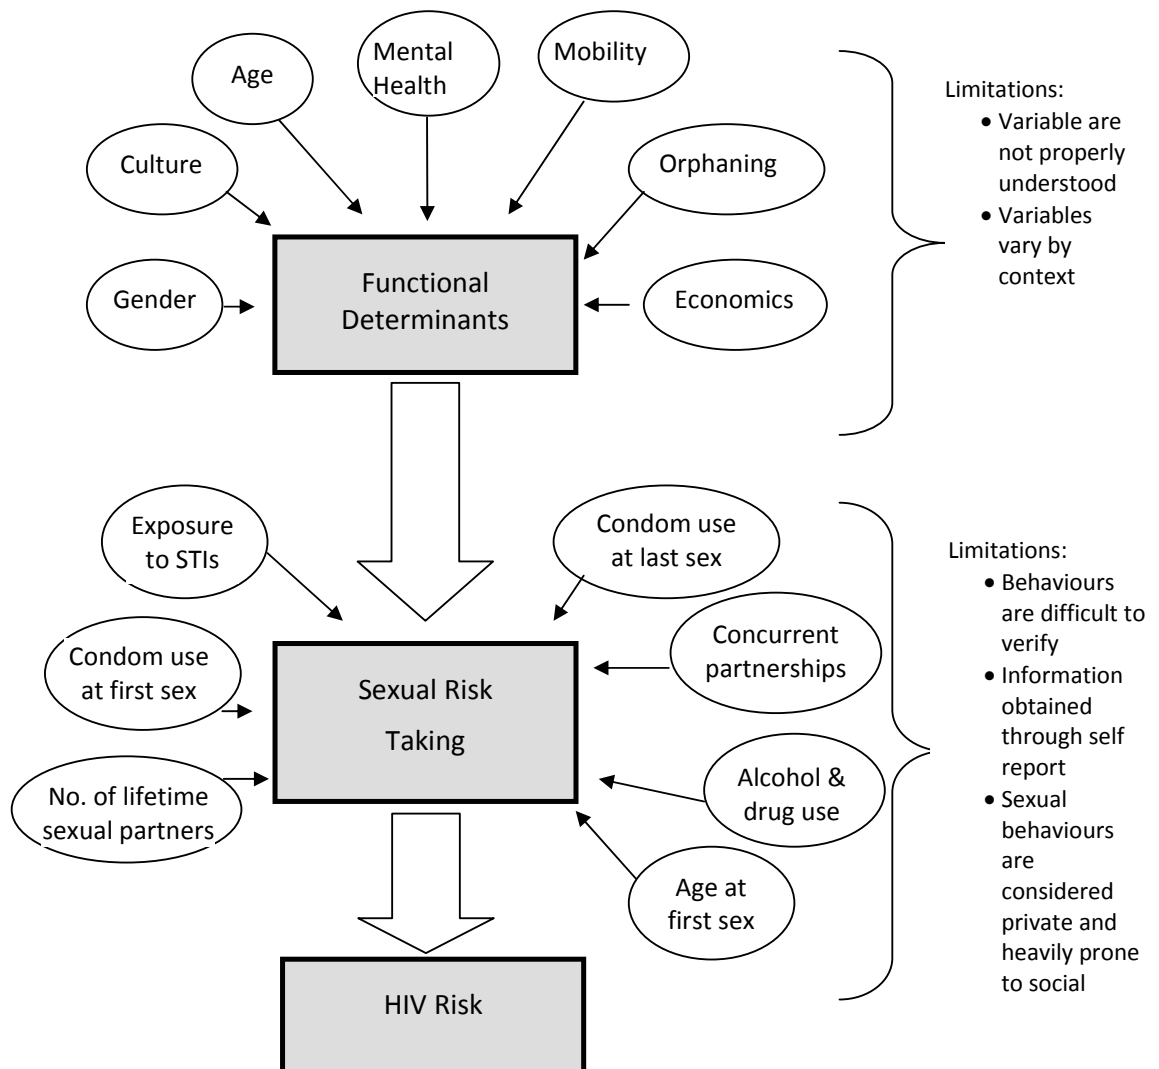 Mental
Health
Mobility
Age
Culture
Orphaning
Gender
Functional
Determinants
Economics
Limitations:
• Variable are
not properly
understood
• Variables
vary by
context
Exposure
to STIs
Condom use
at last sex
Condom use
at first sex
Sexual Risk
Taking
Concurrent
partnerships
No. of lifetime
sexual partners
Alcohol &
drug use
Age at
first sex
HIV Risk
Limitations:
• Behaviours
are difficult to
verify
• Information
obtained
through self
report
• Sexual
behaviours
are
considered
private and
heavily prone
to social